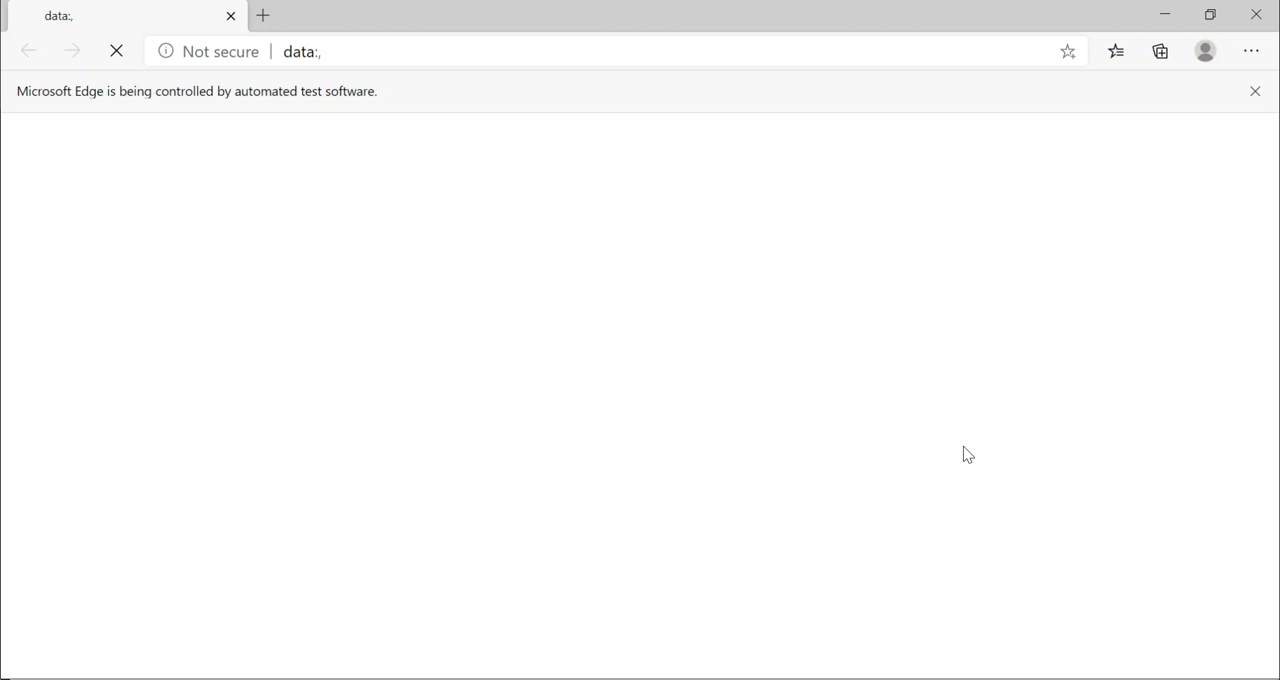 data:,
Not secure | data:,
Microsoft Edge is being controlled by automated test software.